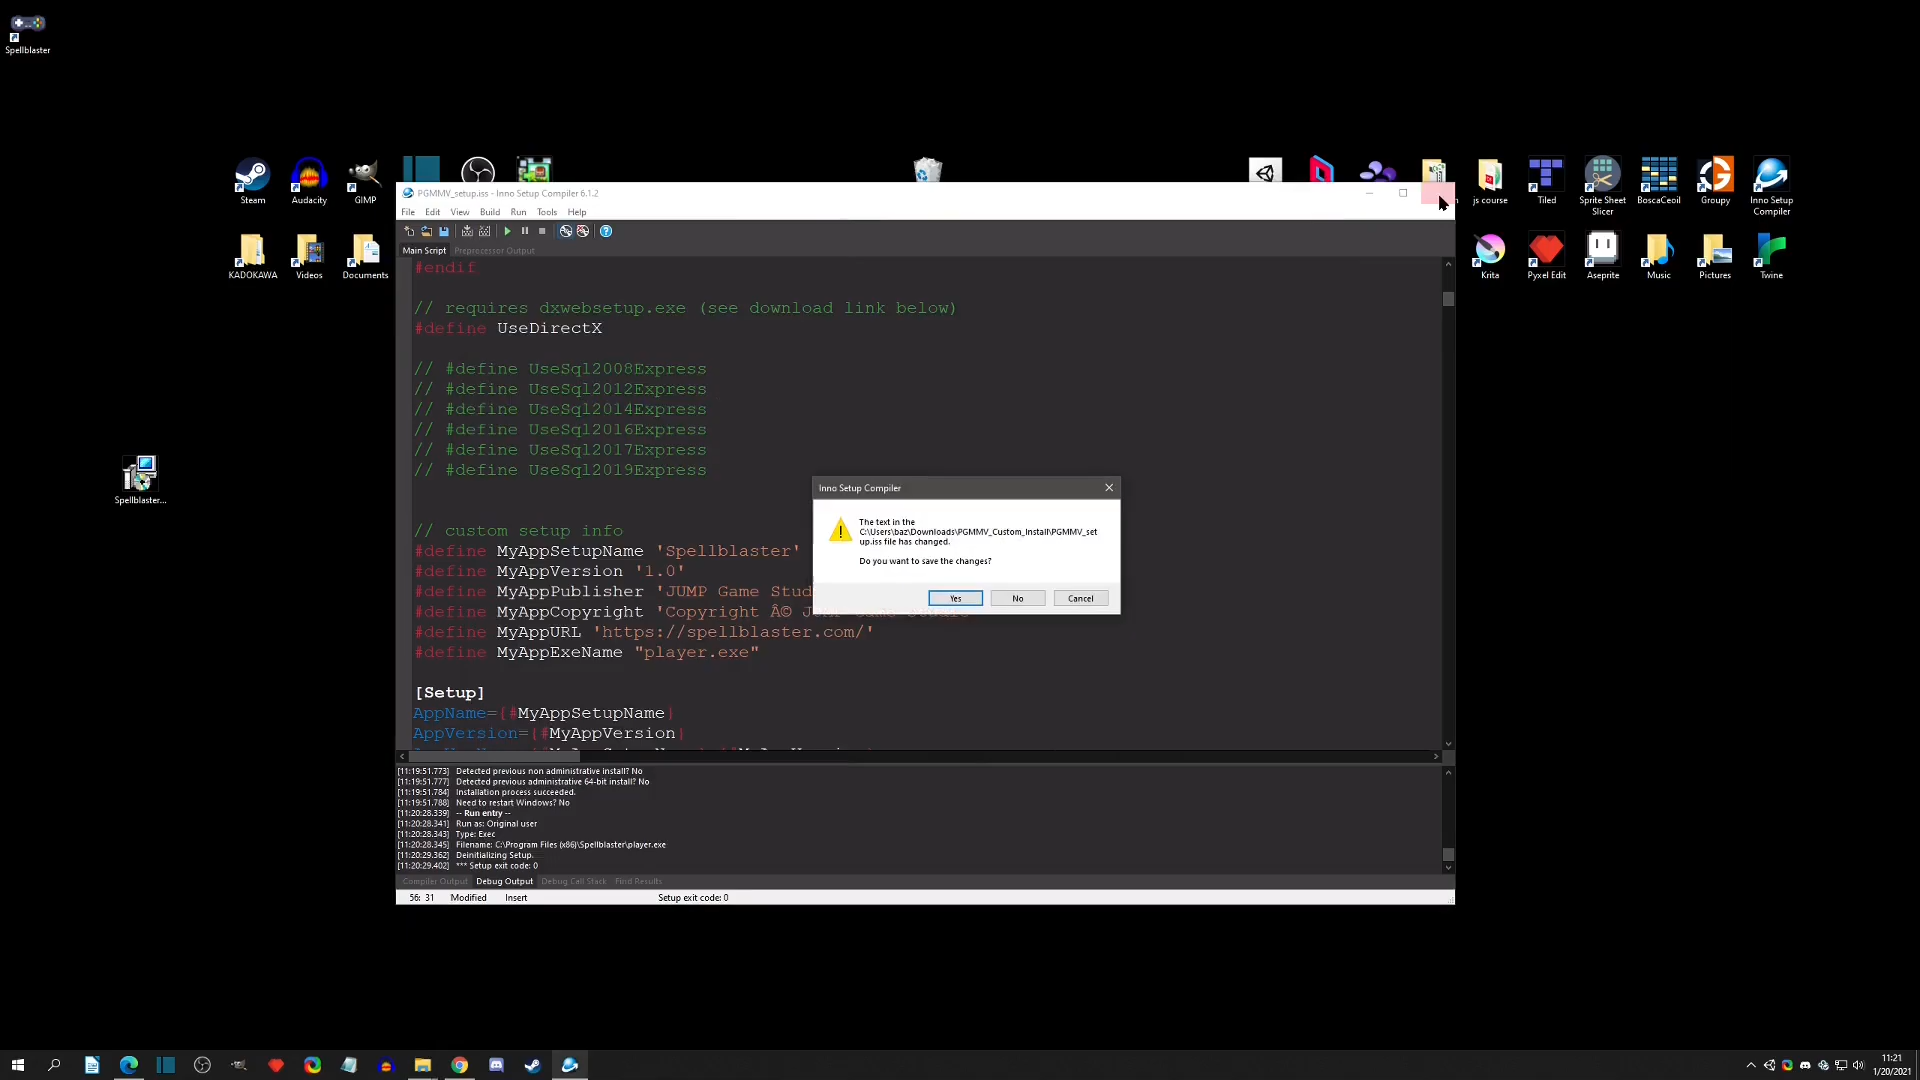 Spellblaster
Steam
Audacity
GIMP
js course
Tiled
Sprite Sheet
Slicer
BoscaCeoil
Groupy
Inno Setup
Compiler
KADOKAWA
Videos
Documents
Krita
Pyxel Edit
Aseprite
Music
Pictures
Twine
Spellblaster...
PGMMV_setup.iss - Inno Setup Compiler 6.1.2
File Edit View Build Run Tools Help
Main Script Preprocessor Output
#endif
// requires dxwebsetup.exe (see download link below)
#define UseDirectX
// #define UseSql2008Express
// #define UseSql2012Express
// #define UseSql2014Express
// #define UseSql2016Express
// #define UseSql2017Express
// #define UseSql2019Express
// custom setup info
#define MyAppSetupName 'Spellblaster'
#define MyAppVersion '1.0'
#define MyAppPublisher 'JUMP Game Stud
#define MyAppCopyright 'Copyright Â©
#define MyAppURL 'https://spellblaster.com/'
#define MyAppExeName "player.exe"
[Setup]
AppName={#MyAppSetupName}
AppVersion={#MyAppVersion}
Inno Setup Compiler
The text in the
C:\Users\baz\Downloads\PGMMV_Custom_Install\PGMMV_set
up.iss file has changed.
Do you want to save the changes?
Yes No Cancel
[11:19:51.773] Detected previous non administrative install? No
[11:19:51.777] Detected previous administrative 64-bit install? No
[11:19:51.784] Installation process succeeded.
[11:19:51.788] Need to restart Windows? No
[11:20:28.339] -- Run entry --
[11:20:28.341] Run as: Original user
[11:20:28.343] Type: Exec
[11:20:28.345] Filename: C:\Program Files (x86)\Spellblaster\player.exe
[11:20:29.362] Deinitializing Setup.
[11:20:29.402] *** Setup exit code: 0
Compiler Output Debug Output Debug Call Stack Find Results
56: 31 Modified Insert Setup exit code: 0
11:21
1/20/2021